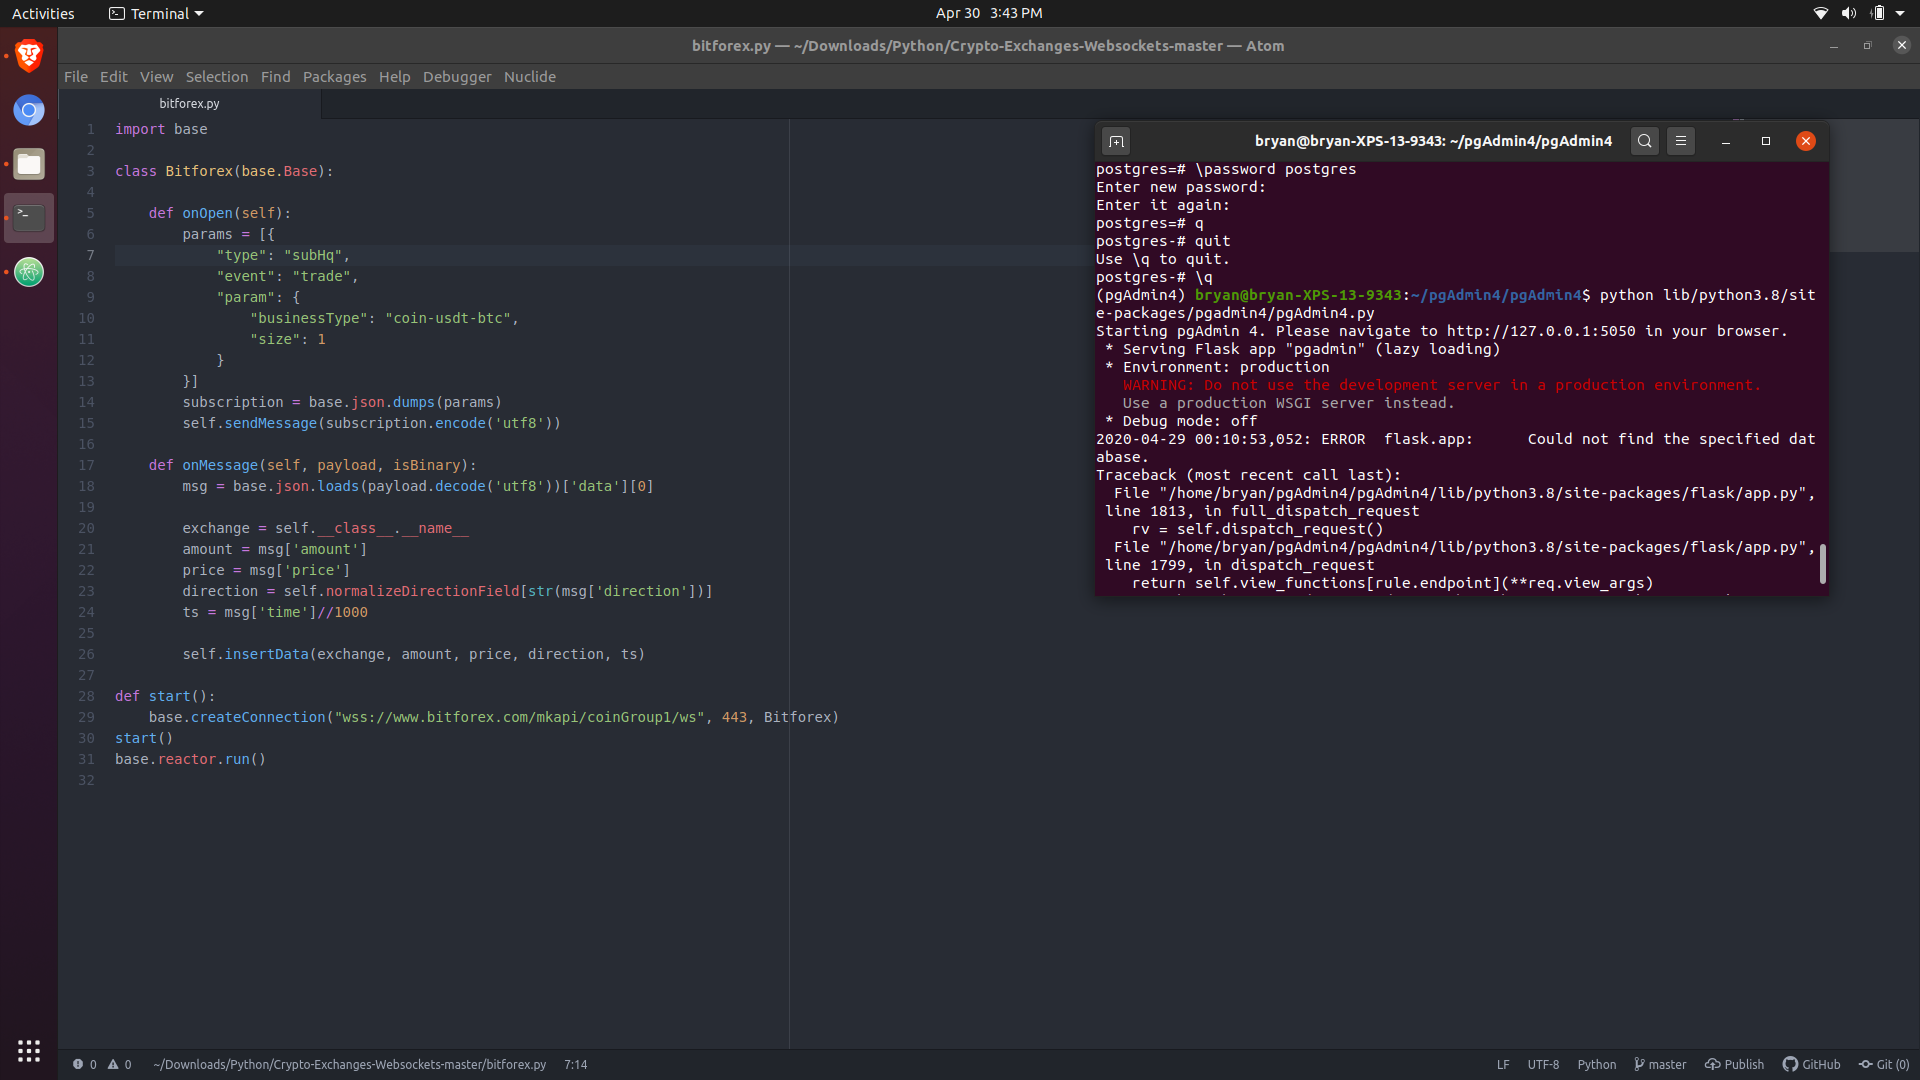 Activities
Terminal
Apr 30 3:43 PM
bitforex.py — ~/Downloads/Python/Crypto-Exchanges-Websockets-master — Atom
File Edit View Selection Find Packages Help Debugger Nuclide
bitforex.py
1 import base
2
3 class Bitforex(base.Base):
4
5     def onOpen(self):
6         params = [{
7             "type": "subHq",
8             "event": "trade",
9             "param": {
10                 "businessType": "coin-usdt-btc",
11                 "size": 1
12             }
13         }]
14         subscription = base.json.dumps(params)
15         self.sendMessage(subscription.encode('utf8'))
16
17     def onMessage(self, payload, isBinary):
18         msg = base.json.loads(payload.decode('utf8'))['data'][0]
19
20         exchange = self.__class__.__name__
21         amount = msg['amount']
22         price = msg['price']
23         direction = self.normalizeDirectionField[str(msg['direction'])]
24         ts = msg['time']//1000
25
26         self.insertData(exchange, amount, price, direction, ts)
27
28 def start():
29     base.createConnection("wss://www.bitforex.com/mkapi/coinGroup1/ws", 443, Bitforex)
30 start()
31 base.reactor.run()
32
bryan@bryan-XPS-13-9343: ~/pgAdmin4/pgAdmin4
postgres=# \password postgres
Enter new password:
Enter it again:
postgres=# q
postgres-# quit
Use \q to quit.
postgres-# \q
(pgAdmin4) bryan@bryan-XPS-13-9343:~/pgAdmin4/pgAdmin4$ python lib/python3.8/sit
e-packages/pgadmin4/pgAdmin4.py
Starting pgAdmin 4. Please navigate to http://127.0.0.1:5050 in your browser.
 * Serving Flask app "pgadmin" (lazy loading)
 * Environment: production
   WARNING: Do not use the development server in a production environment.
   Use a production WSGI server instead.
 * Debug mode: off
2020-04-29 00:10:53,052: ERROR  flask.app:      Could not find the specified dat
abase.
Traceback (most recent call last):
  File "/home/bryan/pgAdmin4/pgAdmin4/lib/python3.8/site-packages/flask/app.py",
 line 1813, in full_dispatch_request
    rv = self.dispatch_request()
  File "/home/bryan/pgAdmin4/pgAdmin4/lib/python3.8/site-packages/flask/app.py",
 line 1799, in dispatch_request
    return self.view_functions[rule.endpoint](**req.view_args)
0 0 ~/Downloads/Python/Crypto-Exchanges-Websockets-master/bitforex.py 7:14
LF UTF-8 Python master Publish GitHub Git (0)